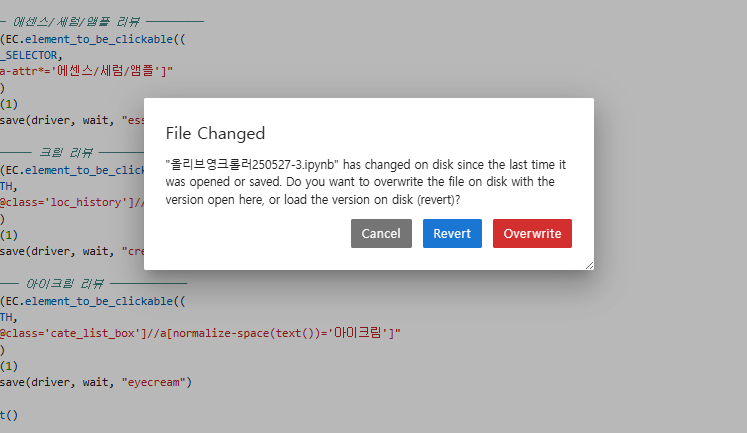 ── 에센스/세럼/앰플 리뷰 ─────────
(EC.element_to_be_clickable((
_SELECTOR,
a-attr*='에센스/세럼/앰플']"
)
(1)
save(driver, wait, "ess
── 크림 리뷰 ──
(EC.element_to_be_clickable((
TH,
@class='loc_history']//
)
(1)
save(driver, wait, "cre
── 아이크림 리뷰 ────────────
(EC.element_to_be_clickable((
TH,
@class='cate_list_box']//a[normalize-space(text())='아이크림']"
)
(1)
save(driver, wait, "eyecream")
t()
File Changed
"올리브영크롤러250527-3.ipynb" has changed on disk since the last time it
was opened or saved. Do you want to overwrite the file on disk with the
version open here, or load the version on disk (revert)?
Cancel Revert Overwrite